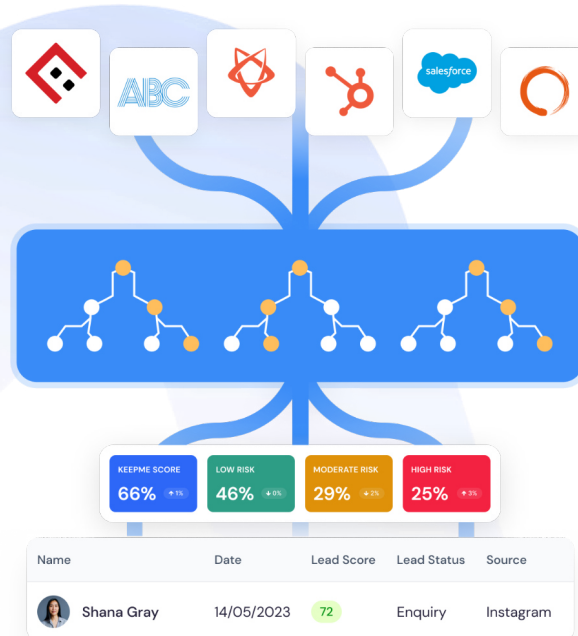 ABC
salesforce
KEEPME SCORE
66% ↑ 1%
LOW RISK
46% ↓ 0%
MODERATE RISK
29% ↓ 2%
HIGH RISK
25% ↑ 3%
Name Date Lead Score Lead Status Source
Shana Gray 14/05/2023 72 Enquiry Instagram